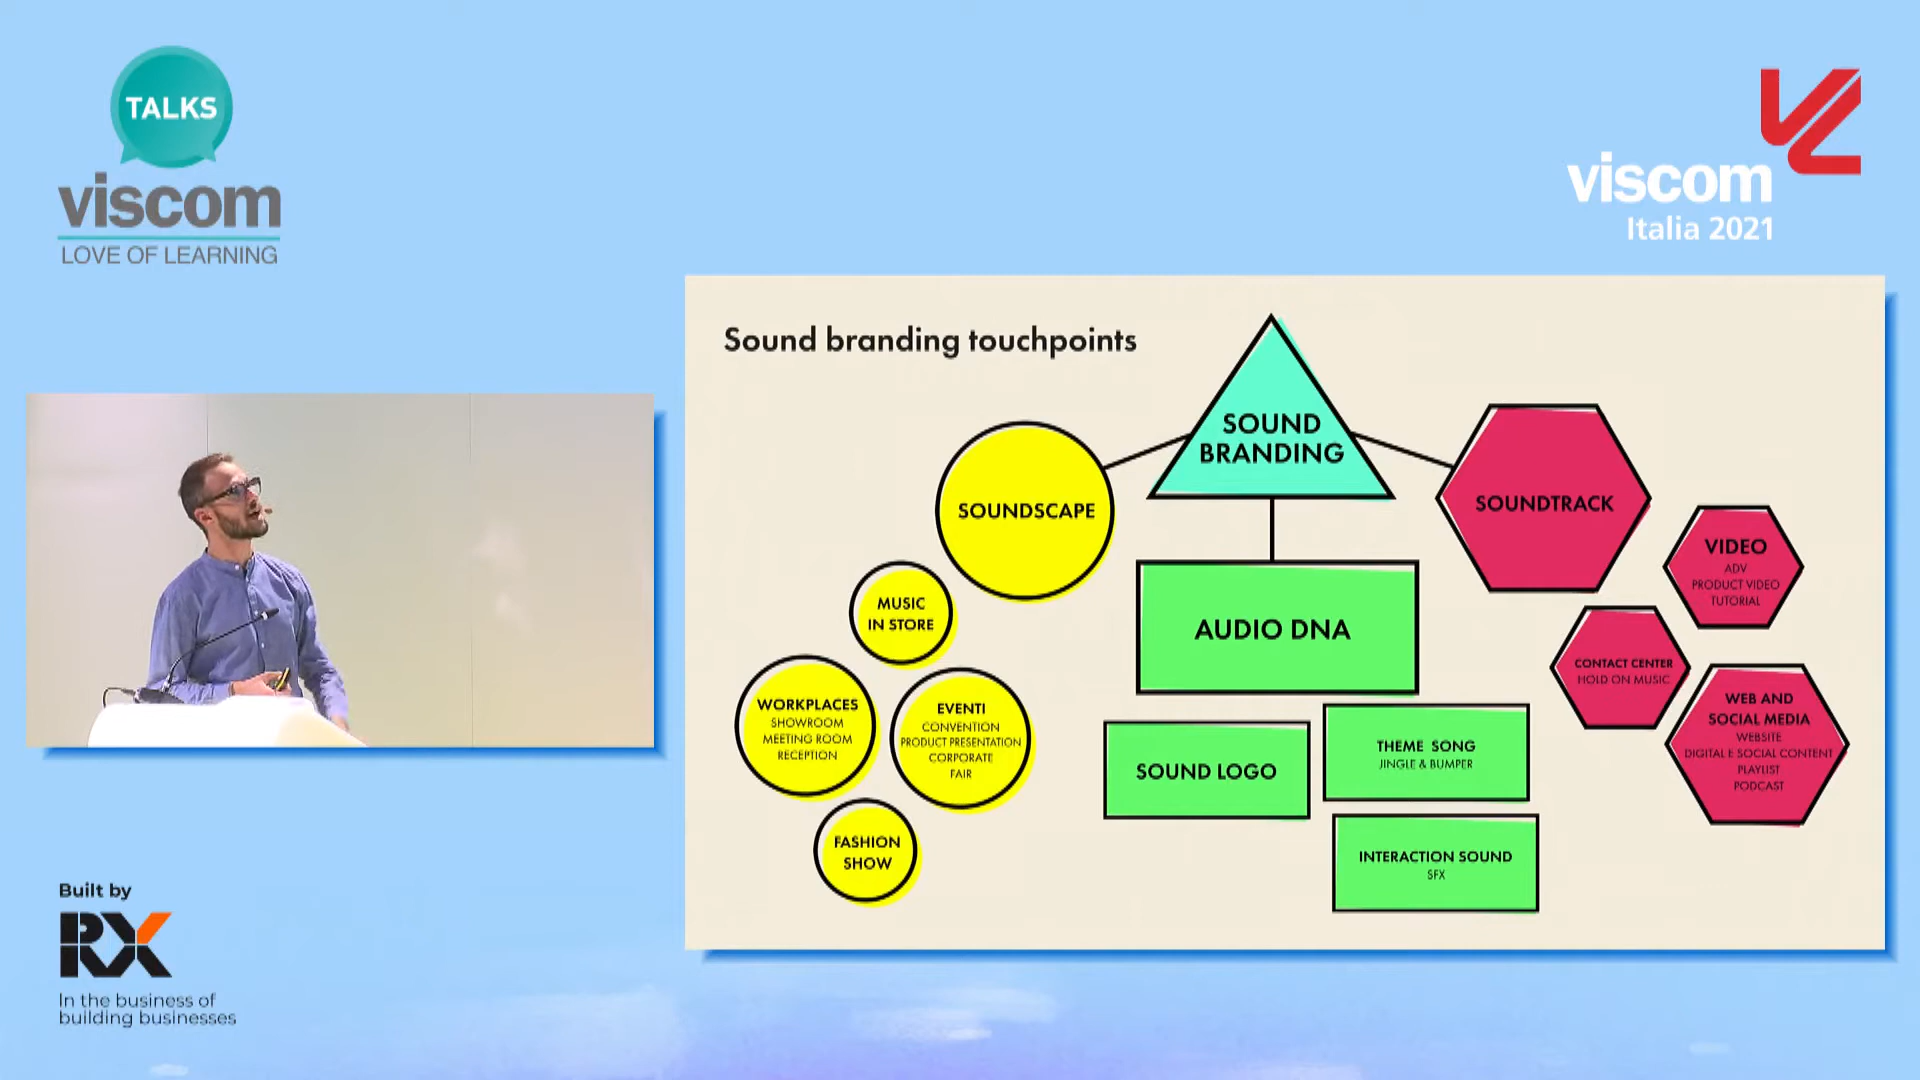 TALKS
viscom
LOVE OF LEARNING
viscom
Italia 2021
Sound branding touchpoints
SOUND
BRANDING
SOUNDSCAPE
SOUNDTRACK
AUDIO DNA
MUSIC
IN STORE
WORKPLACES
SHOWROOM
MEETING ROOM
RECEPTION
EVENTI
CONVENTION
PRODUCT PRESENTATION
CORPORATE
FAIR
FASHION
SHOW
SOUND LOGO
THEME SONG
JINGLE & BUMPER
INTERACTION SOUND
SFX
VIDEO
ADV
PRODUCT VIDEO
TUTORIAL
CONTACT CENTER
HOLD ON MUSIC
WEB AND
SOCIAL MEDIA
WEBSITE
DIGITAL E SOCIAL CONTENT
PLAYLIST
PODCAST
Built by
RX
In the business of
building businesses